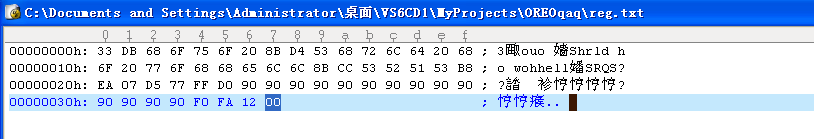 C:\Documents and Settings\Administrator\桌面\VS6CD1\MyProjects\OREOqaq\reg.txt
0 1 2 3 4 5 6 7 8 9 a b c d e f
00000000h: 33 DB 68 6F 75 6F 20 8B D4 53 68 72 6C 64 20 68 ; 3踙ouo 嬙Shrld h
00000010h: 6F 20 77 6F 68 68 65 6C 6C 8B CC 53 52 51 53 B8 ; o wohhell嬏SRQS?
00000020h: EA 07 D5 77 FF D0 90 90 90 90 90 90 90 90 90 90 ; ?誻 袗悙悙悙悙?
00000030h: 90 90 90 90 F0 FA 12 00 ; 悙悙瘙..